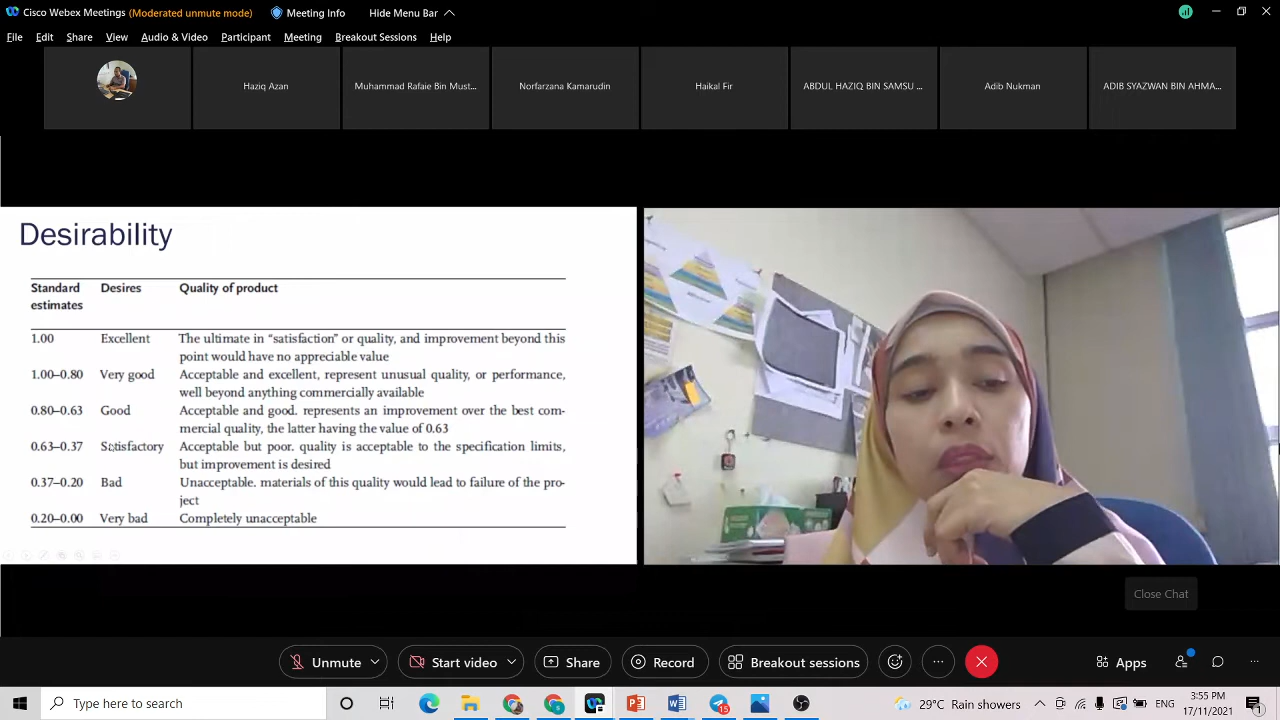 Cisco Webex Meetings (Moderated unmute mode) Meeting Info Hide Menu Bar
File Edit Share View Audio & Video Participant Meeting Breakout Sessions Help
Haziq Azan Muhammad Rafaie Bin Must... Norfarzana Kamarudin Haikal Fir ABDUL HAZIQ BIN SAMSU ... Adib Nukman ADIB SYAZWAN BIN AHMA...
Desirability
Standard estimates Desires Quality of product
1.00 Excellent The ultimate in “satisfaction” or quality, and improvement beyond this
point would have no appreciable value
1.00–0.80 Very good Acceptable and excellent, represent unusual quality, or performance,
well beyond anything commercially available
0.80–0.63 Good Acceptable and good. represents an improvement over the best com-
mercial quality, the latter having the value of 0.63
0.63–0.37 Satisfactory Acceptable but poor. quality is acceptable to the specification limits,
but improvement is desired
0.37–0.20 Bad Unacceptable. materials of this quality would lead to failure of the pro-
ject
0.20–0.00 Very bad Completely unacceptable
Close Chat
Unmute Start video Share Record Breakout sessions Apps
Type here to search 15 29°C Rain showers 3:55 PM
17/11/2021